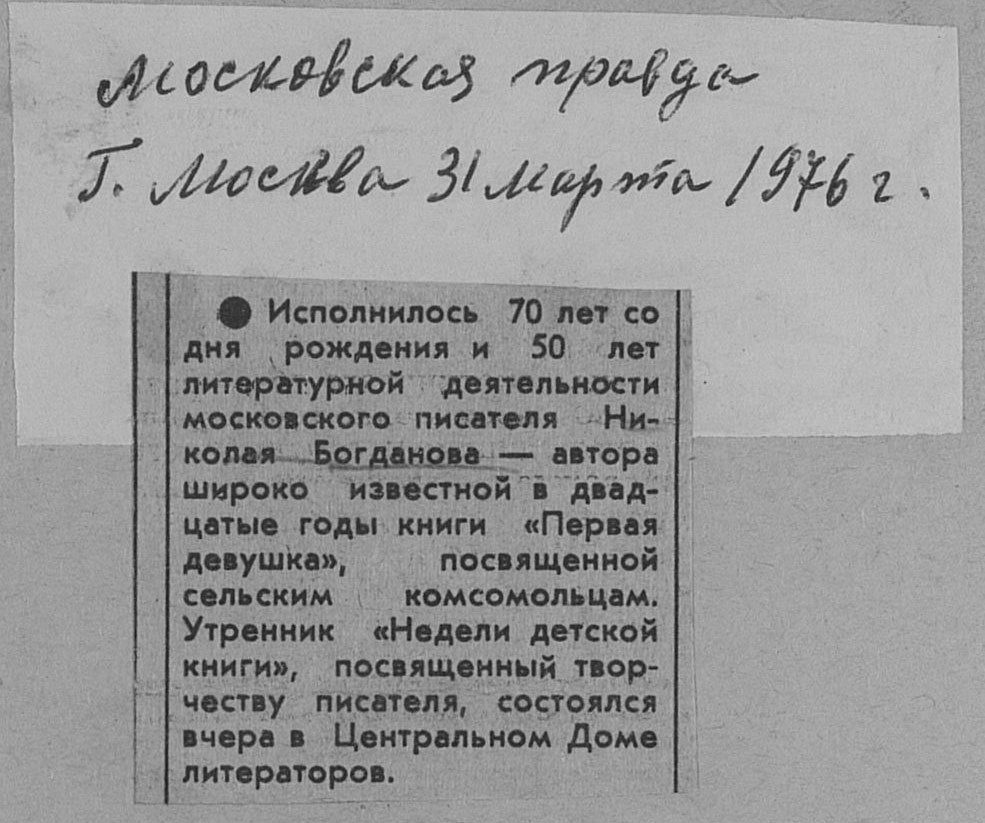 Московская правда
Г. Москва 31 марта 1976 г.
● Исполнилось 70 лет со
дня рождения и 50 лет
литературной деятельности
московского писателя Ни-
колая Богданова — автора
широко известной в двад-
цатые годы книги «Первая
девушка», посвященной
сельским комсомольцам.
Утренник «Недели детской
книги», посвященный твор-
честву писателя, состоялся
вчера в Центральном Доме
литераторов.